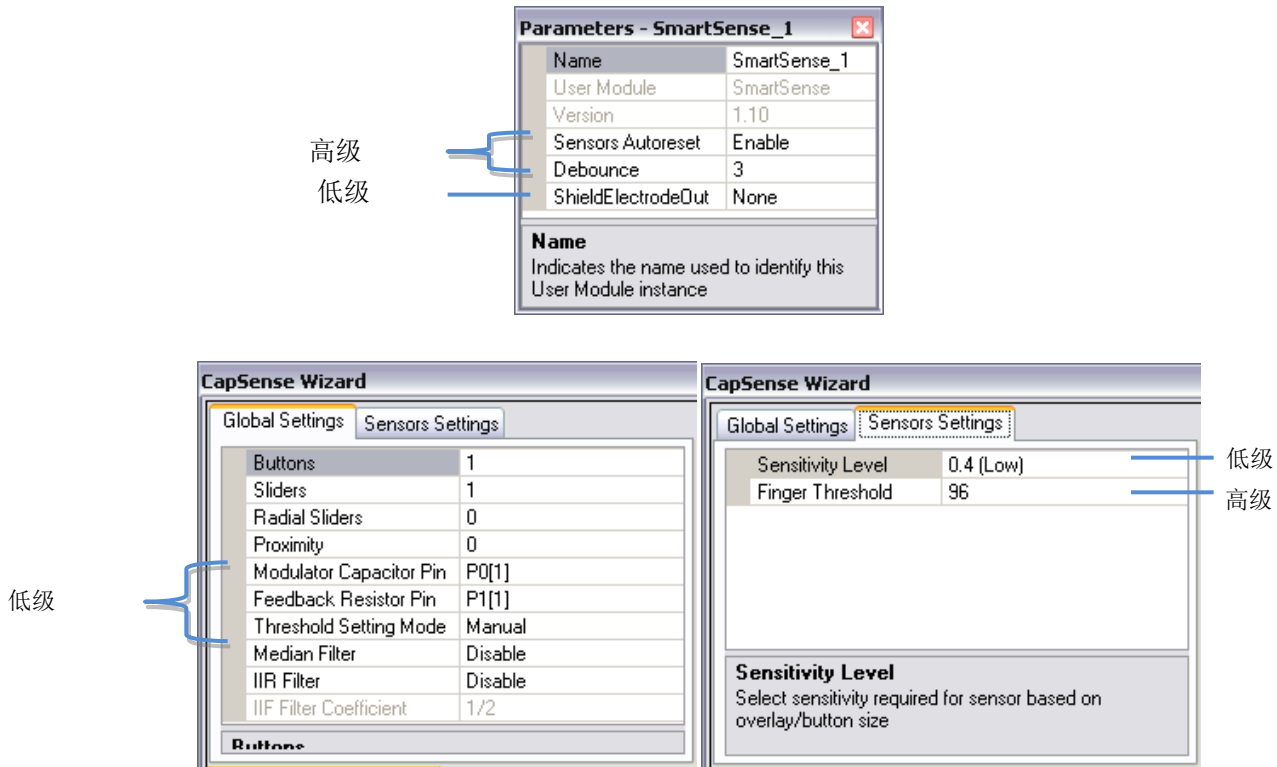 Parameters - SmartSense_1
Name SmartSense_1
User Module SmartSense
Version 1.10
高级
Sensors Autoreset Enable
Debounce 3
低级
ShieldElectrodeOut None
Name
Indicates the name used to identify this
User Module instance
CapSense Wizard
Global Settings Sensors Settings
Buttons 1
Sliders 1
Radial Sliders 0
Proximity 0
低级
Modulator Capacitor Pin P0[1]
Feedback Resistor Pin P1[1]
Threshold Setting Mode Manual
Median Filter Disable
IIR Filter Disable
IIF Filter Coefficient 1/2
Buttons
CapSense Wizard
Global Settings Sensors Settings
Sensitivity Level 0.4 (Low) 低级
Finger Threshold 96 高级
Sensitivity Level
Select sensitivity required for sensor based on
overlay/button size